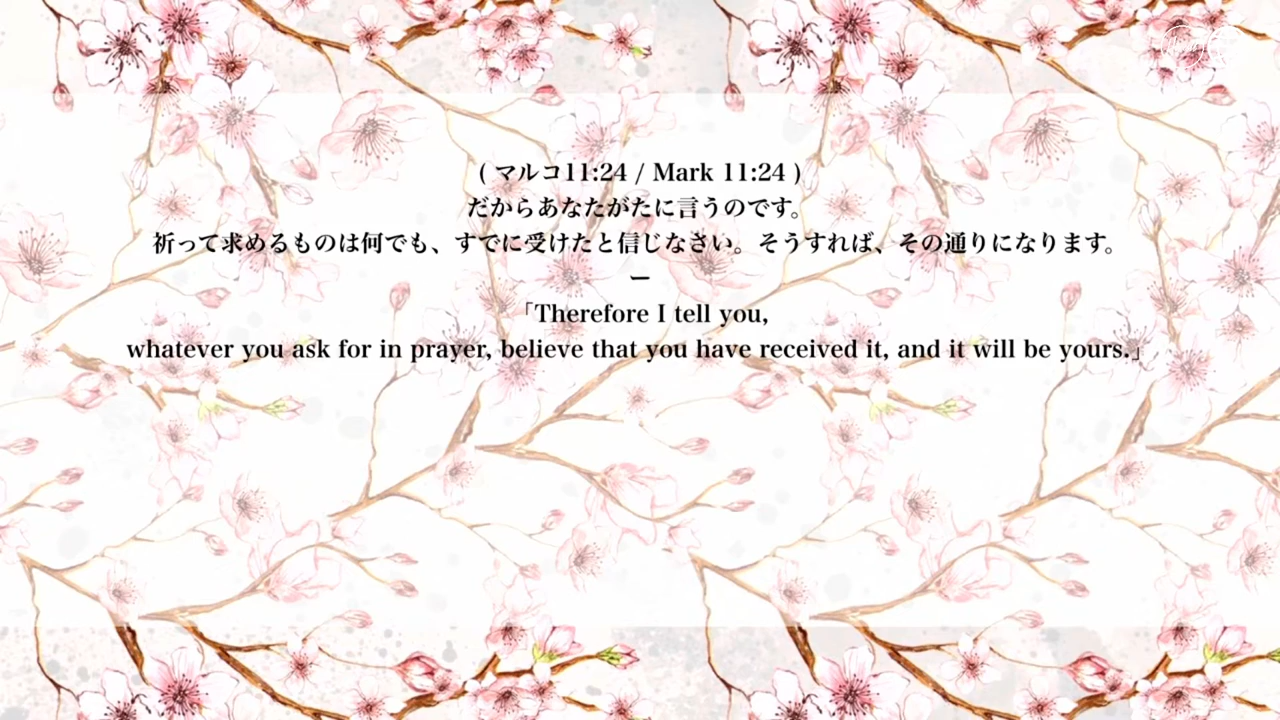 ( マルコ11:24 / Mark 11:24 )
だからあなたがたに言うのです。
祈って求めるものは何でも、すでに受けたと信じなさい。そうすれば、その通りになります。
ー
「Therefore I tell you,
whatever you ask for in prayer, believe that you have received it, and it will be yours.」